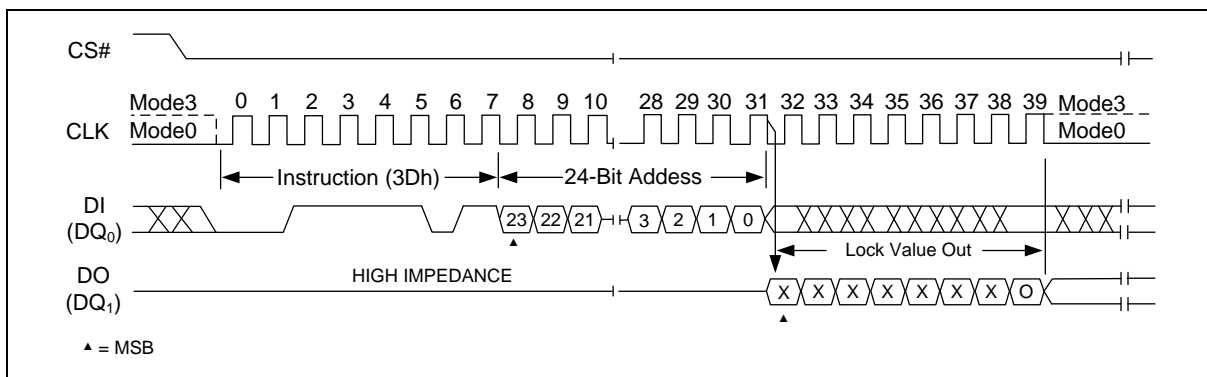 CS#
Mode3 0 1 2 3 4 5 6 7 8 9 10 28 29 30 31 32 33 34 35 36 37 38 39 Mode3
CLK Mode0 Mode0
Instruction (3Dh) 24-Bit Addess
DI
(DQ0) 23 22 21 3 2 1 0
Lock Value Out
DO HIGH IMPEDANCE
(DQ1) X X X X X X X O
▲ = MSB